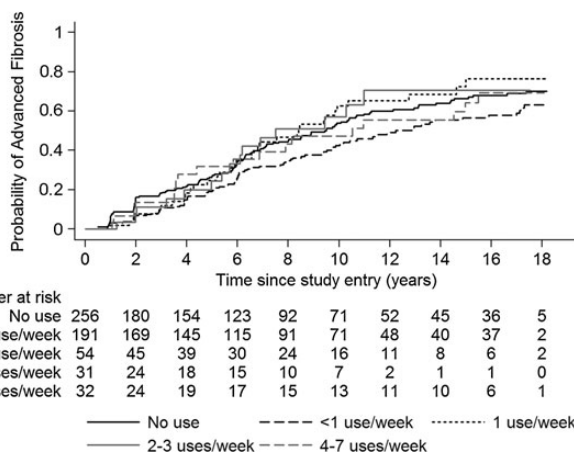 Probability of Advanced Fibrosis
1
0.8
0.6
0.4
0.2
0
0 2 4 6 8 10 12 14 16 18
Time since study entry (years)
er at risk
No use 256 180 154 123 92 71 52 45 36 5
use/week 191 169 145 115 91 71 48 40 37 2
use/week 54 45 39 30 24 16 11 8 6 2
ses/week 31 24 18 15 10 7 2 1 1 0
ses/week 32 24 19 17 15 13 11 10 6 1
No use <1 use/week 1 use/week
2-3 uses/week 4-7 uses/week